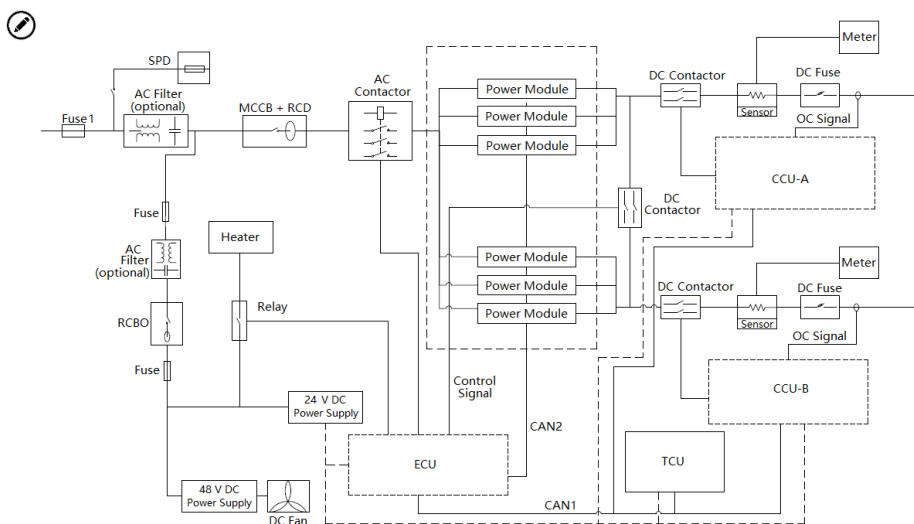 Meter
SPD
AC
Contactor
DC Contactor
DC Fuse
AC Filter
(optional)
MCCB + RCD
Power Module
Sensor
Fuse1
Power Module
OC Signal
Power Module
CCU-A
DC
Contactor
Fuse
Heater
AC
Filter
(optional)
Power Module
Meter
DC Contactor
DC Fuse
Power Module
Relay
RCBO
Power Module
Sensor
OC Signal
Fuse
Control
Signal
CCU-B
24 V DC
Power Supply
CAN2
ECU
TCU
48 V DC
Power Supply
CAN1
DC Fan